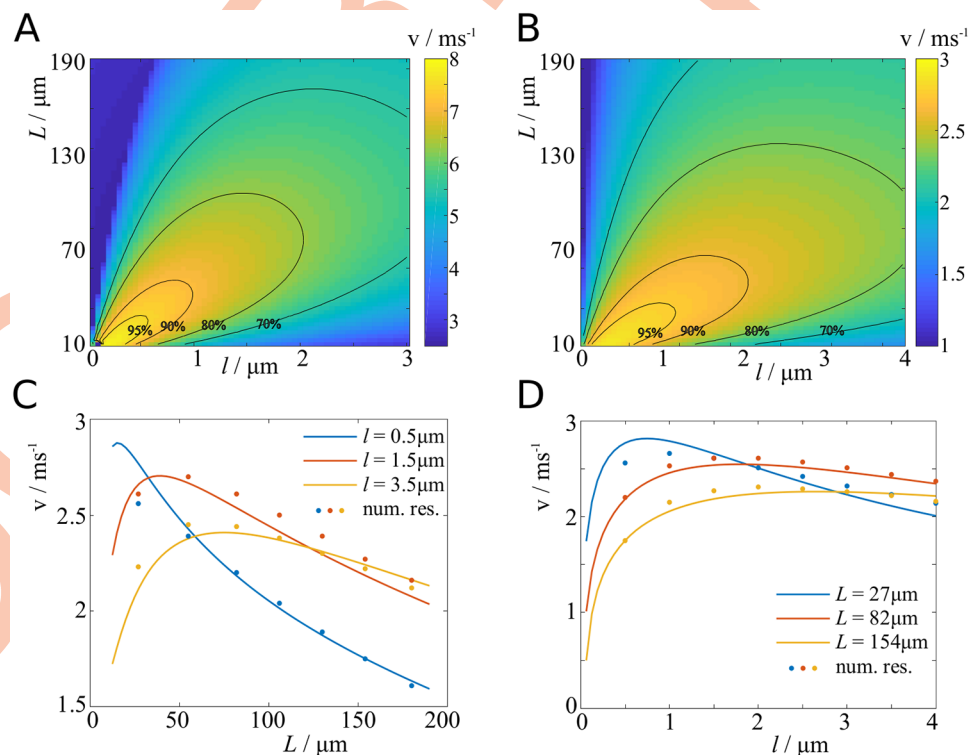 A
v / ms-1
B
v / ms-1
190
130
70
10
L / μm
95%
90%
80%
70%
0
1
2
3
l / μm
8
7
6
5
4
3
190
130
70
10
L / μm
95%
90%
80%
70%
0
1
2
3
4
l / μm
3
2.5
2
1.5
1
C
3
2.5
2
1.5
v / ms-1
l = 0.5μm
l = 1.5μm
l = 3.5μm
num. res.
0
50
100
150
200
L / μm
D
3
2
1
0
v / ms-1
L = 27μm
L = 82μm
L = 154μm
num. res.
0
1
2
3
4
l / μm